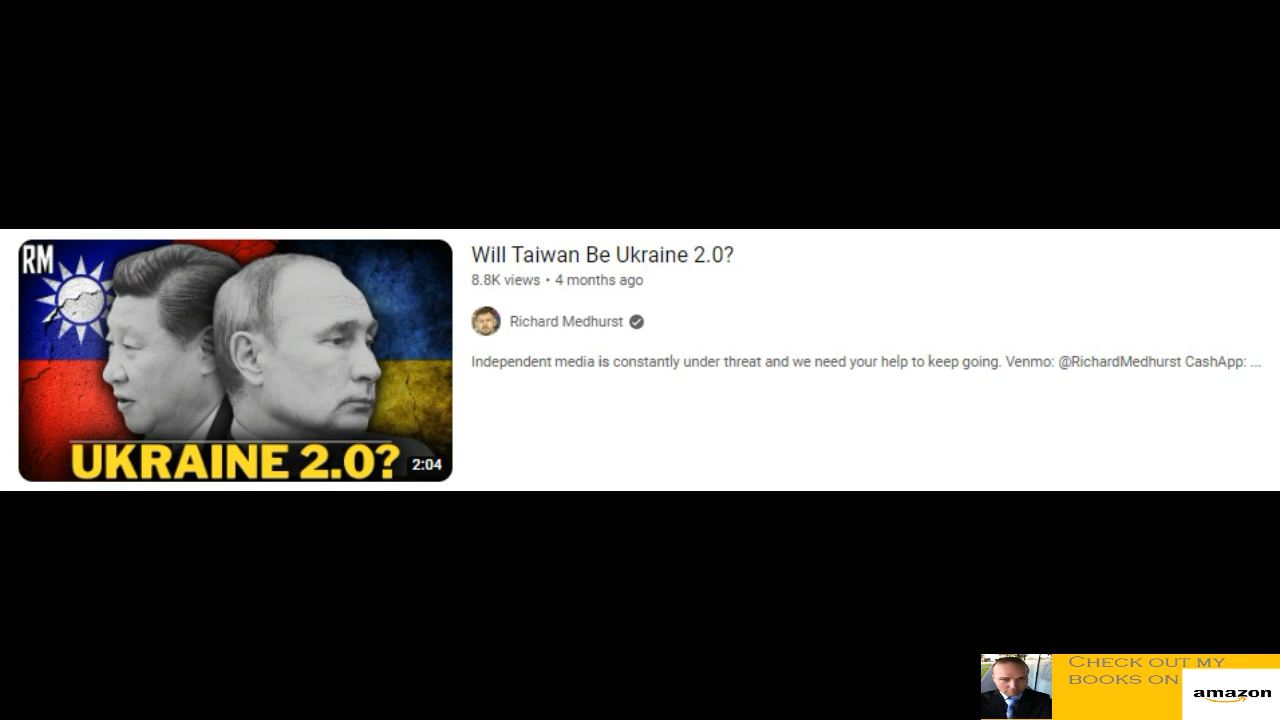 RM
UKRAINE 2.0?
2:04
Will Taiwan Be Ukraine 2.0?
8.8K views • 4 months ago
Richard Medhurst
Independent media is constantly under threat and we need your help to keep going. Venmo: @RichardMedhurst CashApp: ...
CHECK OUT MY
BOOKS ON
amazon